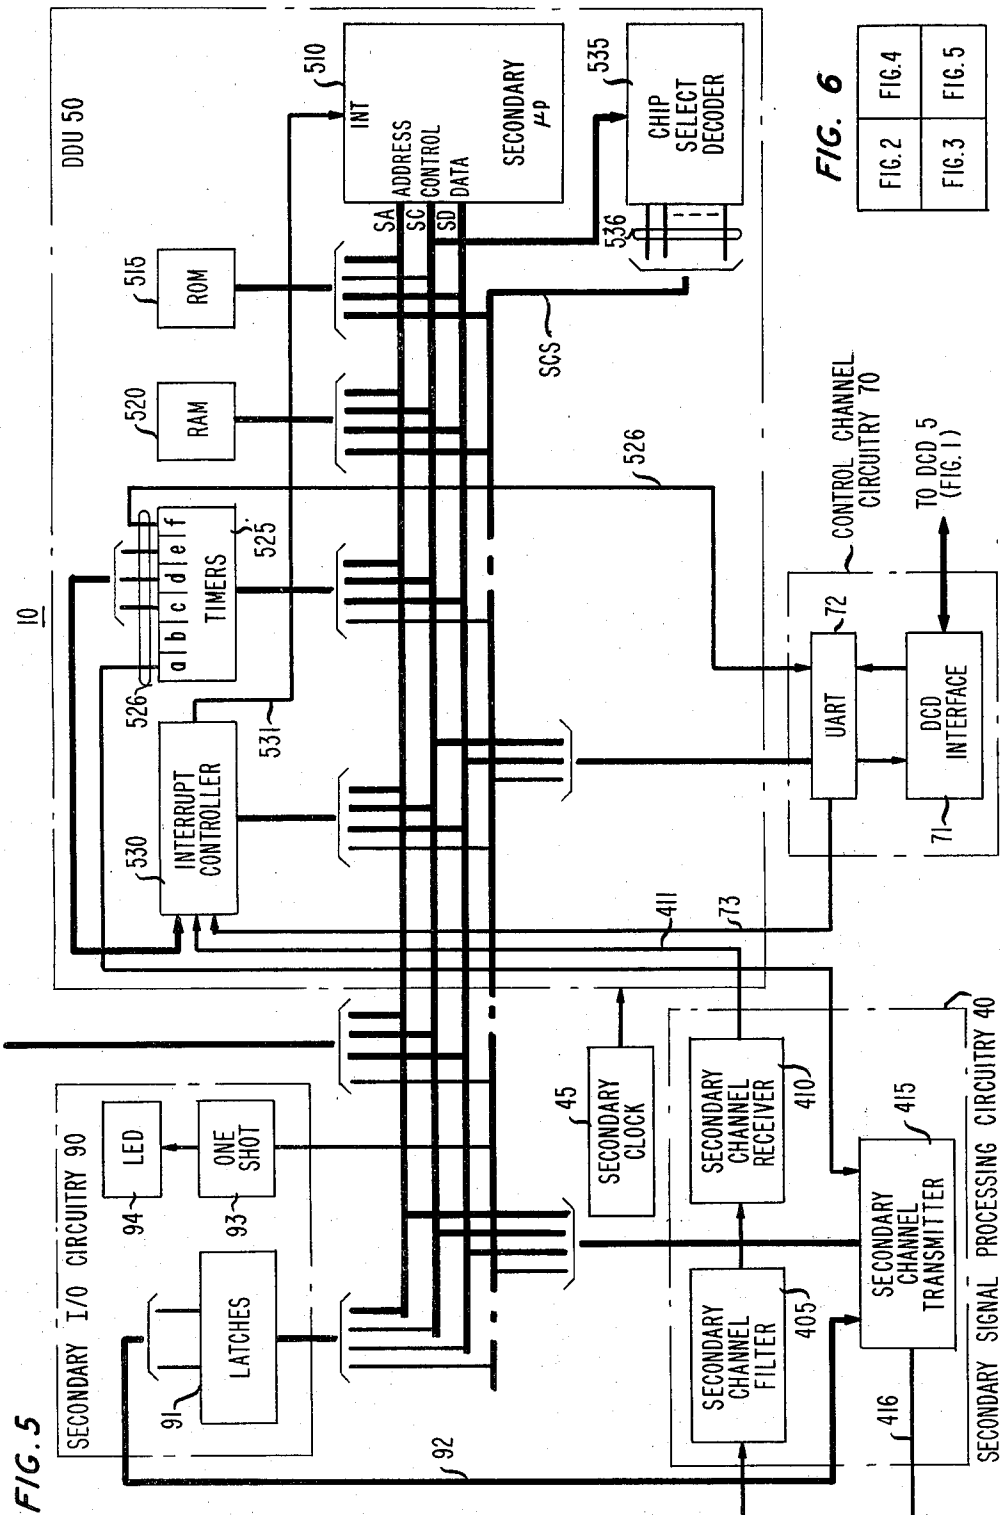 FIG. 5
10
SECONDARY I/O CIRCUITRY 90
LED
94
ONE
SHOT
93
LATCHES
91
92
DDU 50
INTERRUPT
CONTROLLER
530
531
a b c d e f
TIMERS
525
526
RAM
520
ROM
515
INT
SECONDARY
μp
510
SA
ADDRESS
SC
CONTROL
SD
DATA
CHIP
SELECT
DECODER
535
536
SCS
526
411
73
SECONDARY
CLOCK
45
SECONDARY
CHANNEL
FILTER
405
SECONDARY
CHANNEL
RECEIVER
410
SECONDARY
CHANNEL
TRANSMITTER
415
416
SECONDARY SIGNAL PROCESSING CIRCUITRY 40
UART
72
DCD
INTERFACE
71
CONTROL CHANNEL
CIRCUITRY 70
TO DCD 5
(FIG. 1)
FIG. 6
FIG. 2
FIG. 4
FIG. 3
FIG. 5